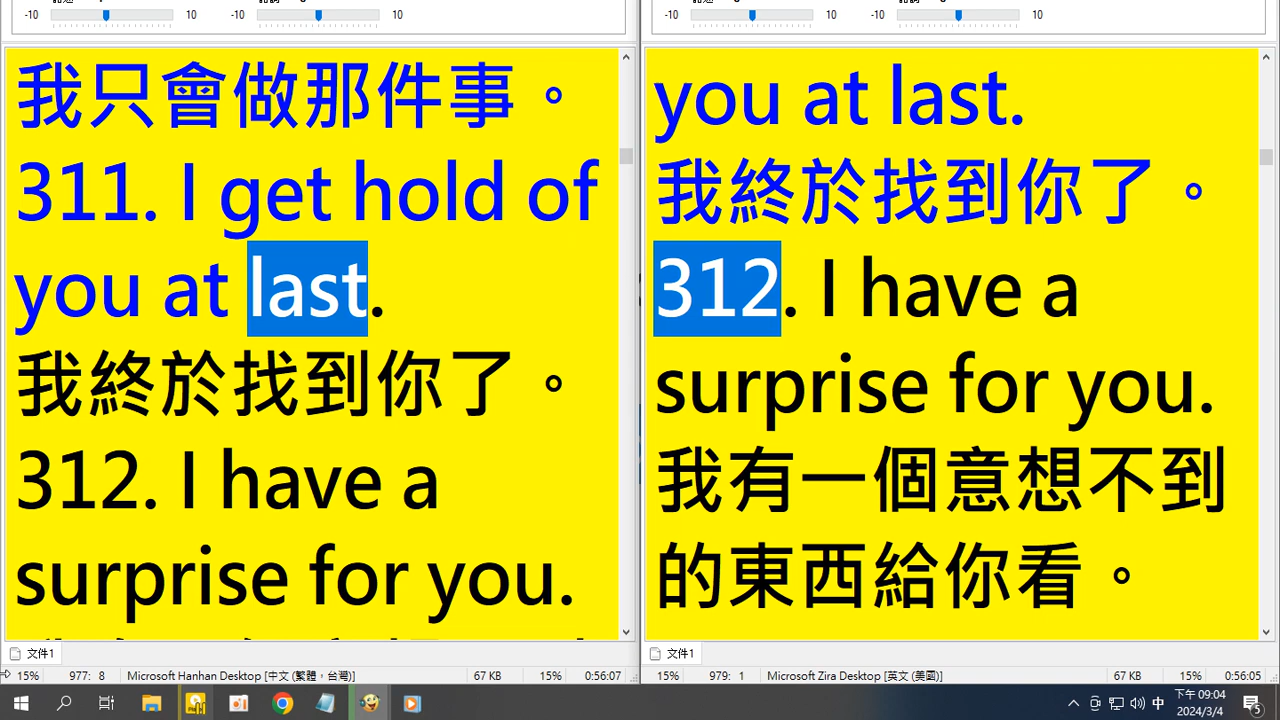 -10 10 -10 10
我只會做那件事。
311. I get hold of
you at last.
我終於找到你了。
312. I have a
surprise for you.
文件1
15% 977: 8 Microsoft Hanhan Desktop [中文 (繁體，台灣)] 67 KB 15% 0:56:07
-10 10 -10 10
you at last.
我終於找到你了。
312. I have a
surprise for you.
我有一個意想不到
的東西給你看。
文件1
15% 979: 1 Microsoft Zira Desktop [英文 (美國)] 67 KB 15% 0:56:05
中
下午 09:04
2024/3/4
5